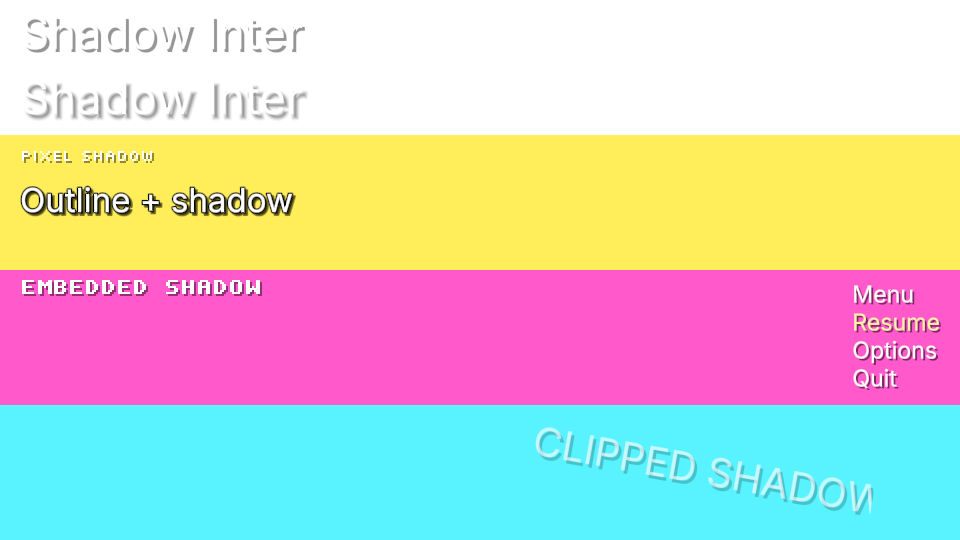 Shadow Inter
Shadow Inter
PIXEL SHADOW
Outline + shadow
EMBEDDED SHADOW
Menu
Resume
Options
Quit
CLIPPED SHADOW